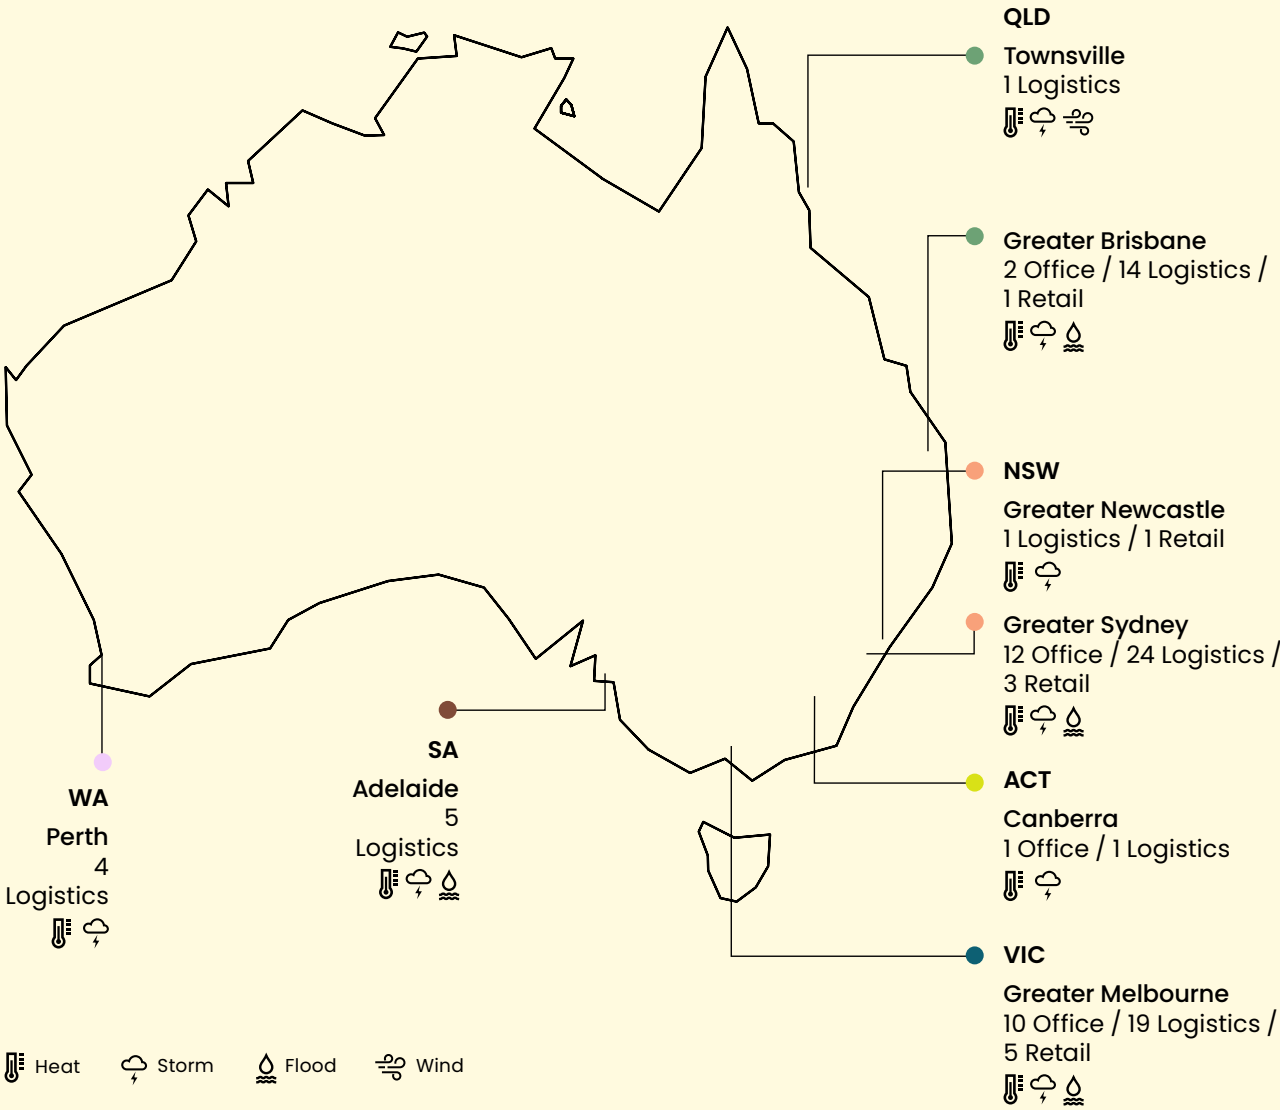 QLD
Townsville
1 Logistics
Greater Brisbane
2 Office / 14 Logistics /
1 Retail
NSW
Greater Newcastle
1 Logistics / 1 Retail
Greater Sydney
12 Office / 24 Logistics /
3 Retail
ACT
Canberra
1 Office / 1 Logistics
VIC
Greater Melbourne
10 Office / 19 Logistics /
5 Retail
SA
Adelaide
5
Logistics
WA
Perth
4
Logistics
Heat
Storm
Flood
Wind